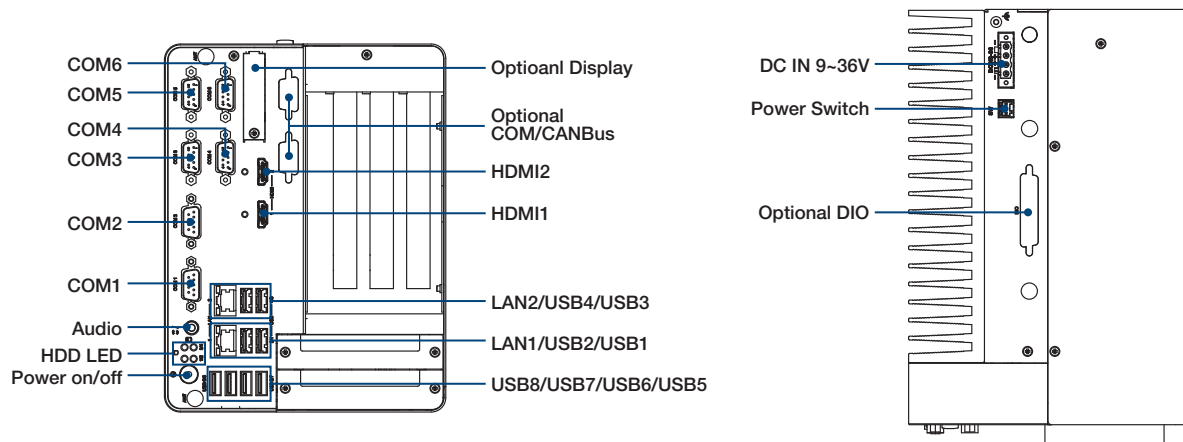 COM6
COM5
COM4
COM3
COM2
COM1
Audio
HDD LED
Power on/off
Optioanl Display
Optional
COM/CANBus
HDMI2
HDMI1
LAN2/USB4/USB3
LAN1/USB2/USB1
USB8/USB7/USB6/USB5
DC IN 9~36V
Power Switch
Optional DIO